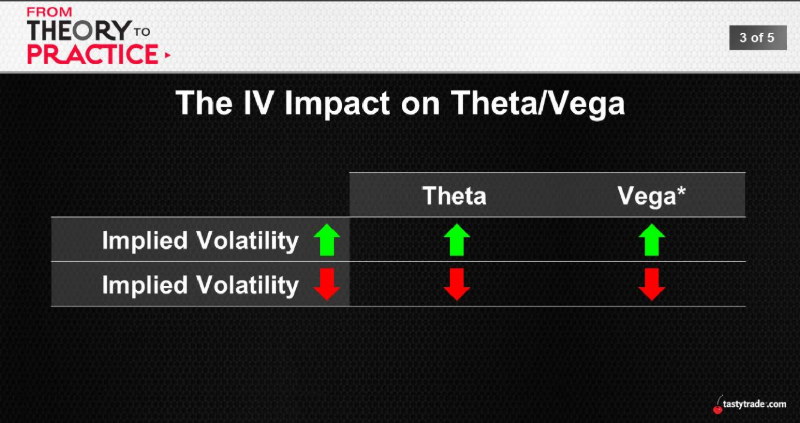 FROM
THEORY TO
PRACTICE
3 of 5
The IV Impact on Theta/Vega
Theta Vega*
Implied Volatility
Implied Volatility
tastytrade.com